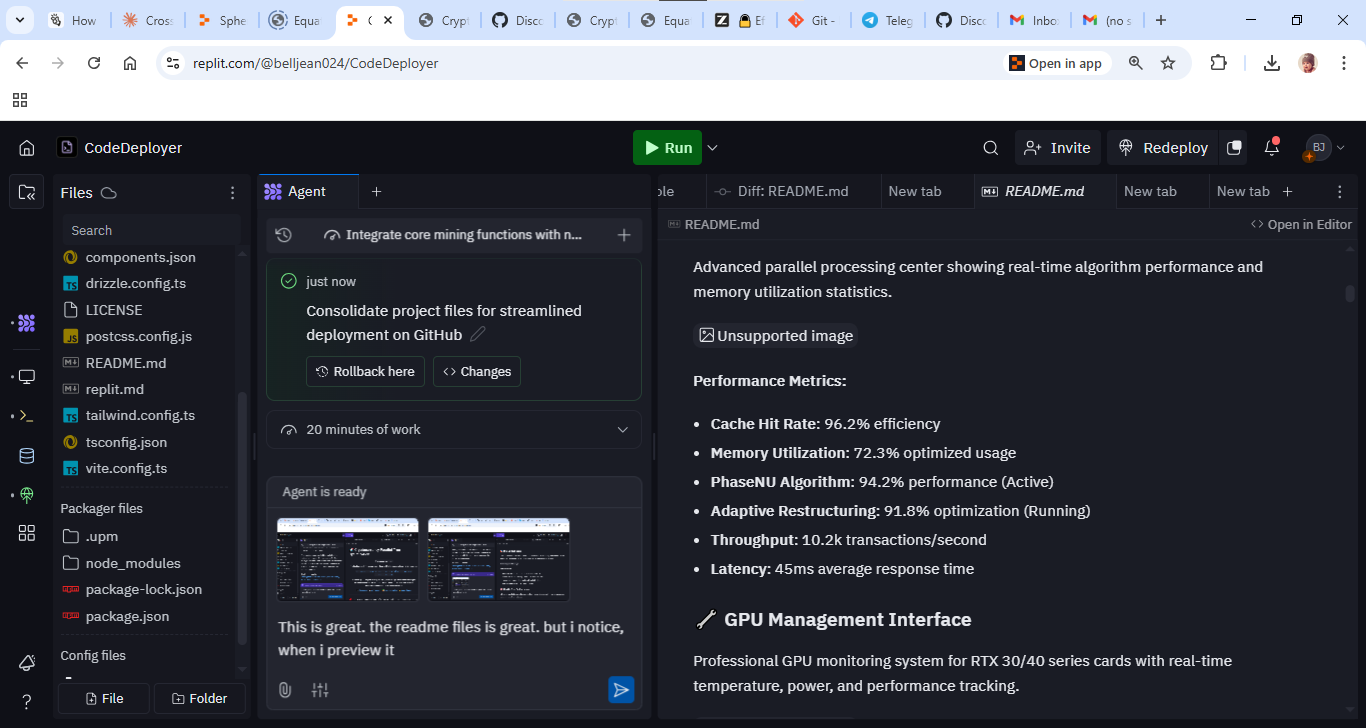 How
Cross
Sphe
Equa
C
Crypt
Disco
Crypt
Equa
Ef
Git -
Teleg
Disco
Inbo
(no s
replit.com/@belljean024/CodeDeployer
Open in app
CodeDeployer
Run
Invite
Redeploy
BJ
Files
Agent
ole
Diff: README.md
New tab
README.md
New tab
New tab
Search
Integrate core mining functions with n...
README.md
Open in Editor
components.json
drizzle.config.ts
LICENSE
postcss.config.js
README.md
replit.md
tailwind.config.ts
tsconfig.json
vite.config.ts
Packager files
.upm
node_modules
package-lock.json
package.json
Config files
File
Folder
just now
Consolidate project files for streamlined
deployment on GitHub
Rollback here
Changes
20 minutes of work
Agent is ready
This is great. the readme files is great. but i notice,
when i preview it
Advanced parallel processing center showing real-time algorithm performance and
memory utilization statistics.
Unsupported image
Performance Metrics:
• Cache Hit Rate: 96.2% efficiency
• Memory Utilization: 72.3% optimized usage
• PhaseNU Algorithm: 94.2% performance (Active)
• Adaptive Restructuring: 91.8% optimization (Running)
• Throughput: 10.2k transactions/second
• Latency: 45ms average response time
GPU Management Interface
Professional GPU monitoring system for RTX 30/40 series cards with real-time
temperature, power, and performance tracking.